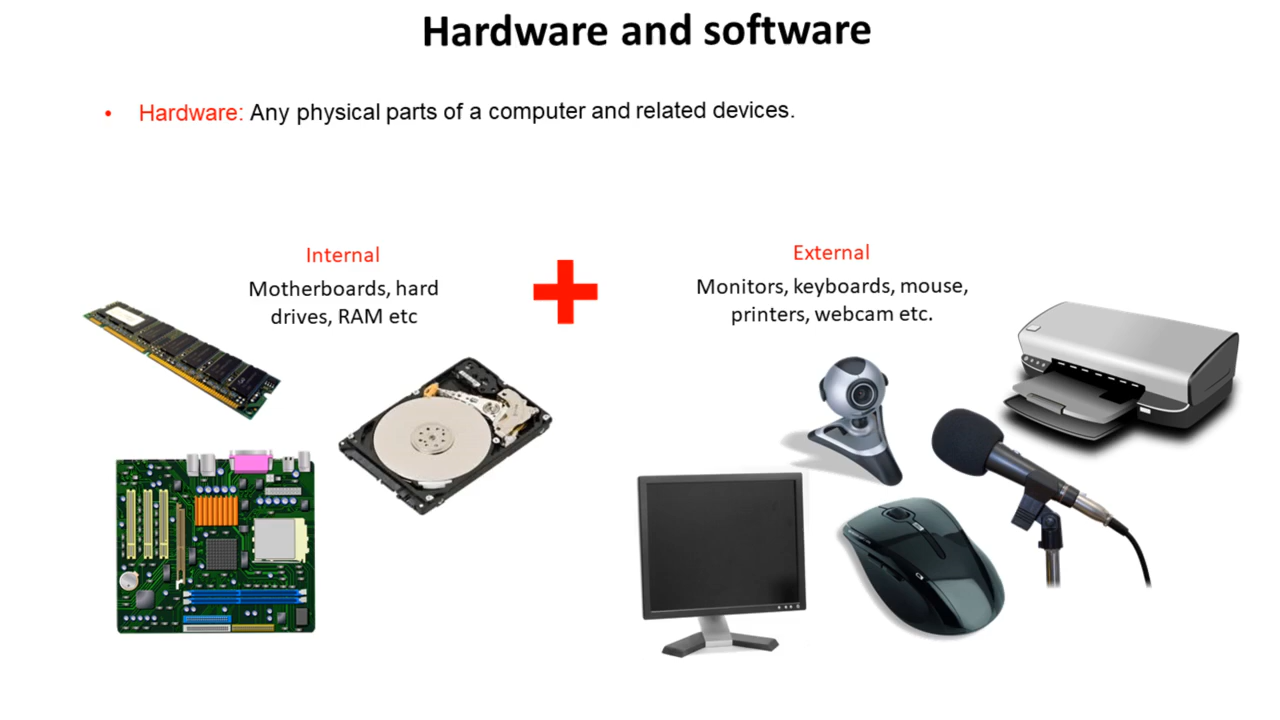 Hardware and software
• Hardware: Any physical parts of a computer and related devices.
Internal
Motherboards, hard
drives, RAM etc
External
Monitors, keyboards, mouse,
printers, webcam etc.